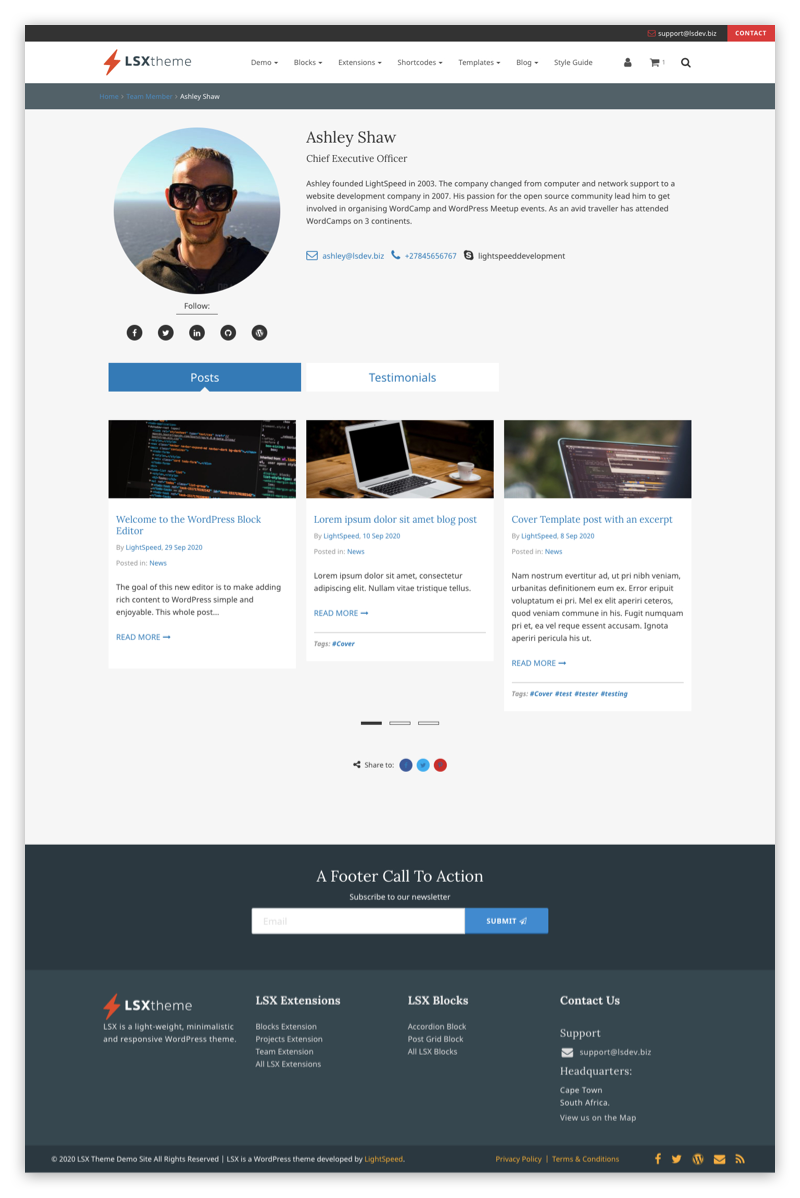 support@lsdev.biz CONTACT
LSXtheme Demo Blocks Extensions Shortcodes Templates Blog Style Guide 1
Home > Team Member > Ashley Shaw
Ashley Shaw
Chief Executive Officer
Ashley founded LightSpeed in 2003. The company changed from computer and network support to a
website development company in 2007. His passion for the open source community lead him to get
involved in organising WordCamp and WordPress Meetup events. As an avid traveller has attended
WordCamps on 3 continents.
ashley@lsdev.biz +27845656767 lightspeeddevelopment
Follow:
Posts Testimonials
Welcome to the WordPress Block
Editor
By LightSpeed, 29 Sep 2020
Posted in: News
The goal of this new editor is to make adding
rich content to WordPress simple and
enjoyable. This whole post...
READ MORE
Lorem ipsum dolor sit amet blog post
By LightSpeed, 10 Sep 2020
Posted in: News
Lorem ipsum dolor sit amet, consectetur
adipiscing elit. Nullam vitae tristique tellus.
READ MORE
Tags: #Cover
Cover Template post with an excerpt
By LightSpeed, 8 Sep 2020
Posted in: News
Nam nostrum evertitur ad, ut pri nibh veniam,
urbanitas definitionem eum ex. Error eripuit
voluptatum ei pri. Mel ex elit aperiri ceteros,
quod veniam commune in his. Fugit numquam
pri et, ea vel reque essent accusam. Ignota
aperiri pericula his ut.
READ MORE
Tags: #Cover #test #tester #testing
Share to:
A Footer Call To Action
Subscribe to our newsletter
Email SUBMIT
LSXtheme
LSX is a light-weight, minimalistic
and responsive WordPress theme.
LSX Extensions
Blocks Extension
Projects Extension
Team Extension
All LSX Extensions
LSX Blocks
Accordion Block
Post Grid Block
All LSX Blocks
Contact Us
Support
support@lsdev.biz
Headquarters:
Cape Town
South Africa.
View us on the Map
© 2020 LSX Theme Demo Site All Rights Reserved | LSX is a WordPress theme developed by LightSpeed. Privacy Policy | Terms & Conditions